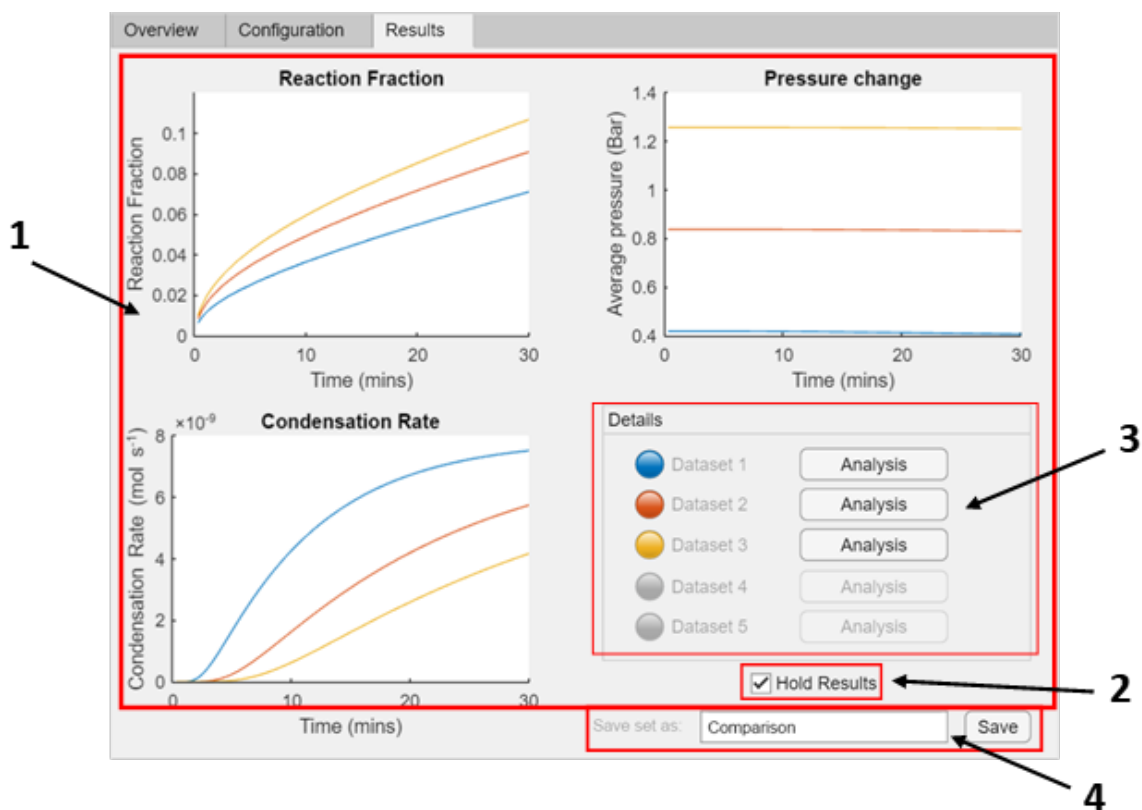 Overview Configuration Results
Reaction Fraction
Reaction Fraction
0.1
0.08
0.06
0.04
0.02
0
0 10 20 30
Time (mins)
Pressure change
Average pressure (Bar)
1.4
1.2
1
0.8
0.6
0.4
0 10 20 30
Time (mins)
1
Condensation Rate
×10⁻⁹
Condensation Rate (mol s⁻¹)
8
6
4
2
0
0 10 20 30
Time (mins)
Details
Dataset 1 Analysis
Dataset 2 Analysis
Dataset 3 Analysis
Dataset 4 Analysis
Dataset 5 Analysis
3
Hold Results
2
Save set as: Comparison Save
4